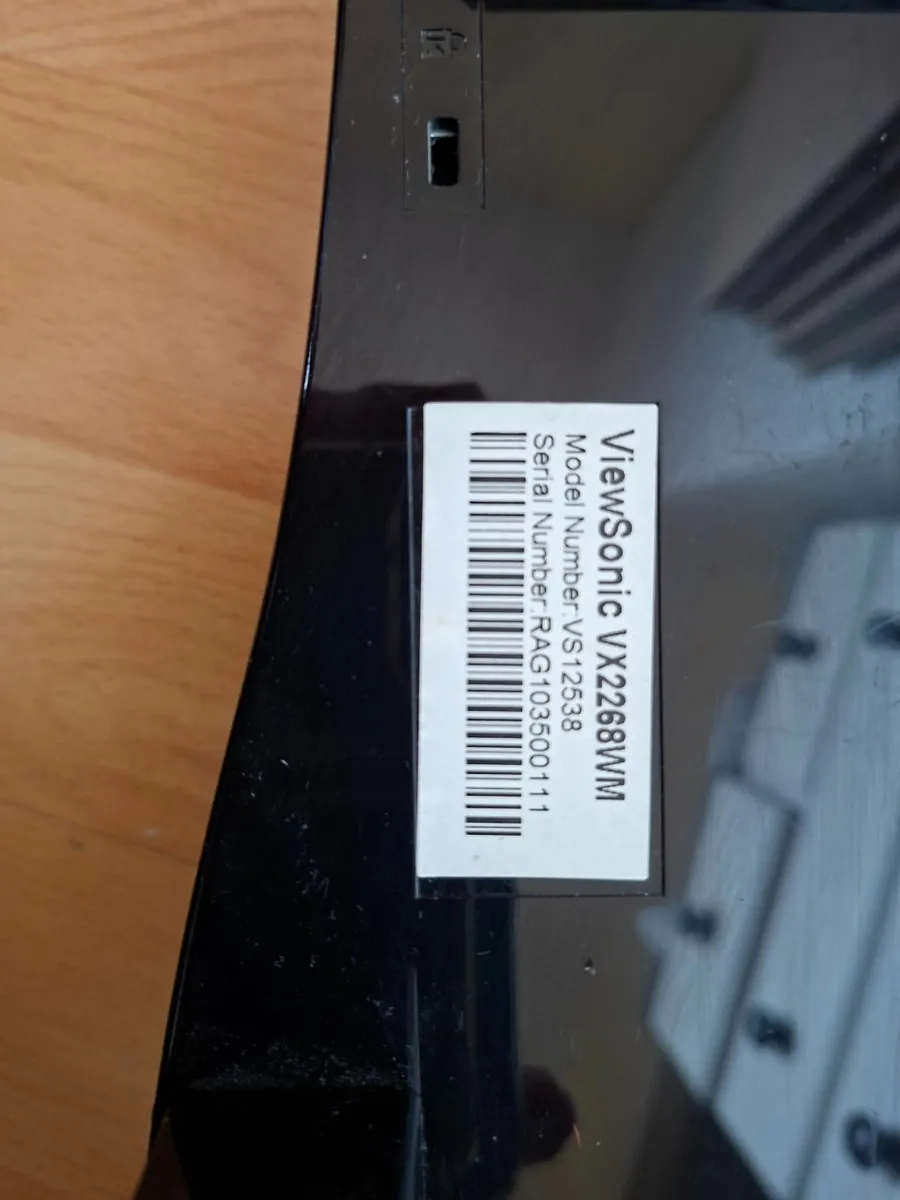 ViewSonic VX2268WM
Model Number:VS12538
Serial Number:RAG103500111